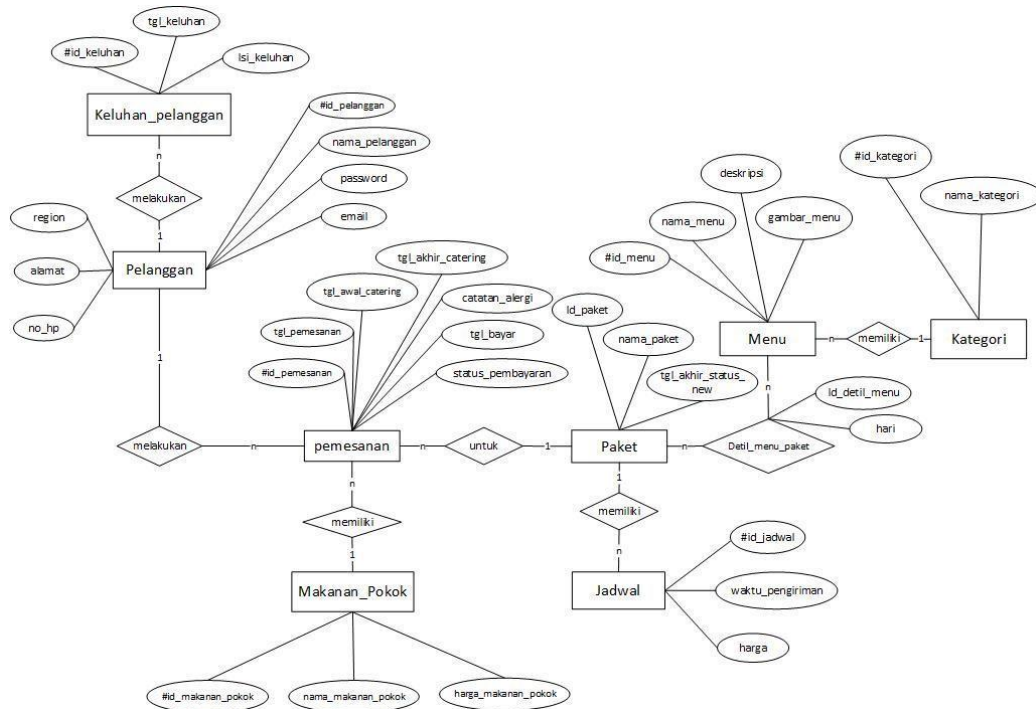 tgl_keluhan
#id_keluhan
Isi_keluhan
Keluhan_pelanggan
n
melakukan
1
#id_pelanggan
nama_pelanggan
password
email
region
alamat
no_hp
Pelanggan
1
melakukan
n
tgl_akhir_catering
tgl_awal_catering
catatan_alergi
tgl_pemesanan
tgl_bayar
#id_pemesanan
status_pembayaran
pemesanan
n
untuk
1
n
memiliki
1
Makanan_Pokok
#id_makanan_pokok
nama_makanan_pokok
harga_makanan_pokok
Id_paket
nama_paket
tgl_akhir_status_
new
Paket
n
Detil_menu_paket
n
Id_detil_menu
hari
1
memiliki
n
Jadwal
#id_jadwal
waktu_pengiriman
harga
deskripsi
nama_menu
gambar_menu
#id_menu
Menu
n
memiliki
1
Kategori
#id_kategori
nama_kategori